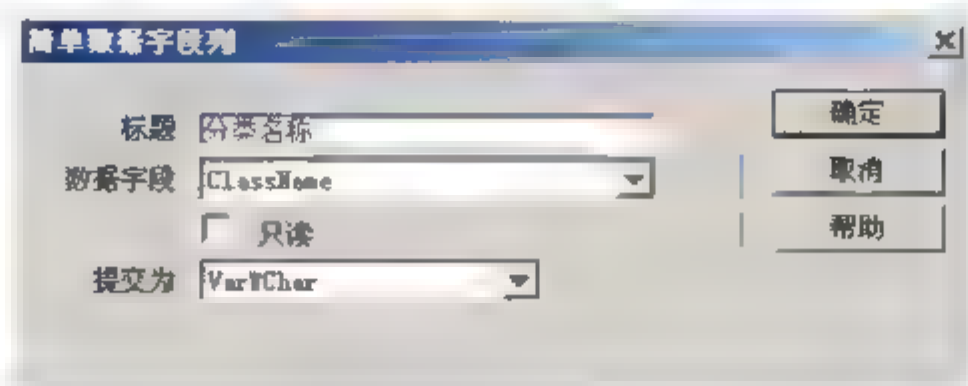 简单数据字段列
标题 分类名称 确定
数据字段 ClassName 取消
只读 帮助
提交为 VarWChar